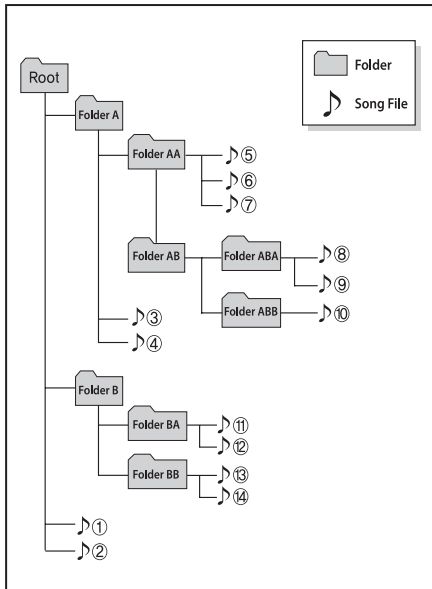 Root
Folder
Song File
Folder A
Folder AA
⑤
⑥
⑦
Folder AB
Folder ABA
⑧
⑨
Folder ABB
⑩
③
④
Folder B
Folder BA
⑪
⑫
Folder BB
⑬
⑭
①
②